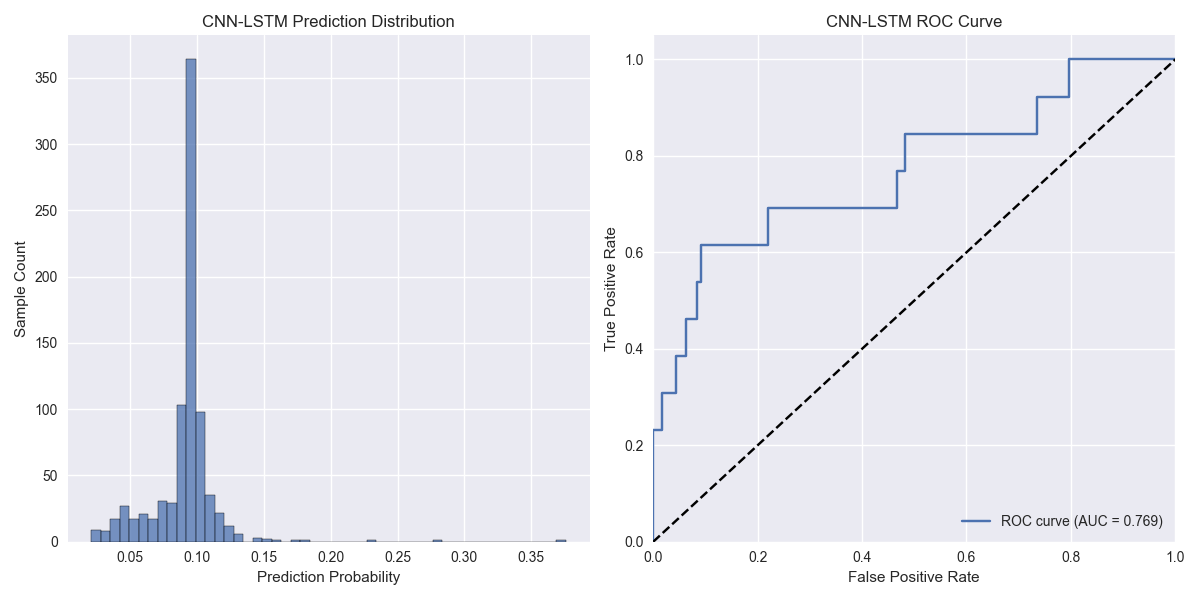 CNN-LSTM Prediction Distribution
Sample Count
350
300
250
200
150
100
50
0
0.05 0.10 0.15 0.20 0.25 0.30 0.35
Prediction Probability
CNN-LSTM ROC Curve
True Positive Rate
1.0
0.8
0.6
0.4
0.2
0.0
0.0 0.2 0.4 0.6 0.8 1.0
False Positive Rate
ROC curve (AUC = 0.769)